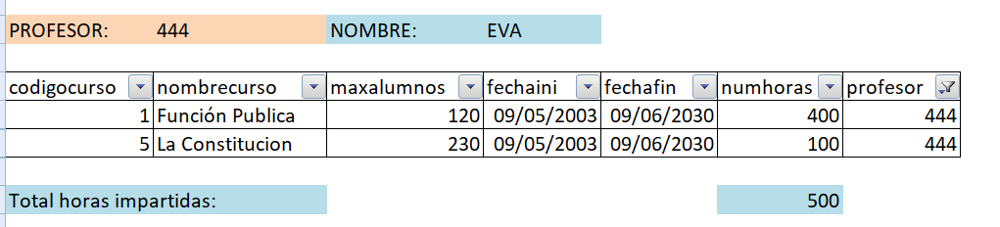 PROFESOR: 444 NOMBRE: EVA
codigocurso nombrecurso maxalumnos fechaini fechafin numhoras profesor
1 Función Publica 120 09/05/2003 09/06/2030 400 444
5 La Constitucion 230 09/05/2003 09/06/2030 100 444
Total horas impartidas: 500